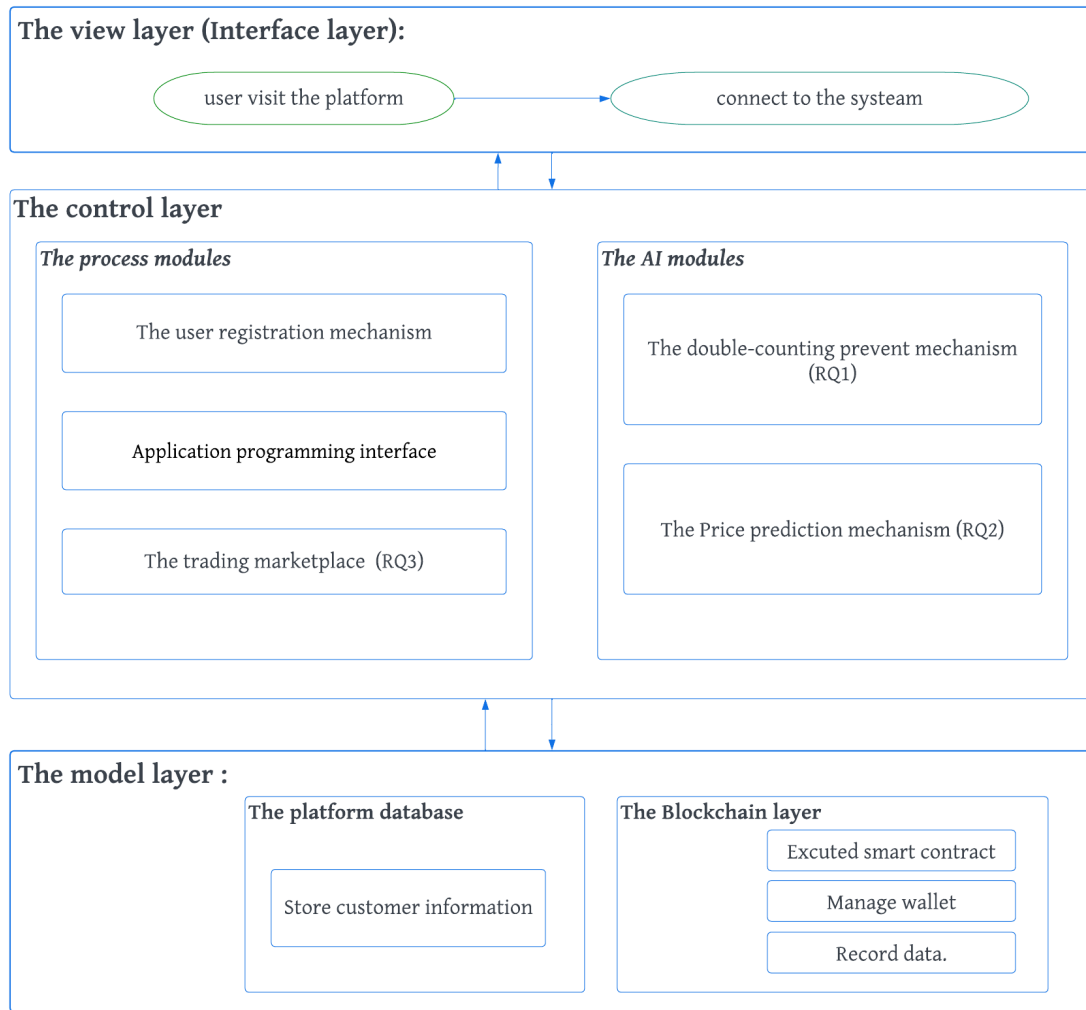 The view layer (Interface layer):
user visit the platform
connect to the systeam
The control layer
The process modules
The user registration mechanism
Application programming interface
The trading marketplace (RQ3)
The AI modules
The double-counting prevent mechanism
(RQ1)
The Price prediction mechanism (RQ2)
The model layer :
The platform database
Store customer information
The Blockchain layer
Excuted smart contract
Manage wallet
Record data.